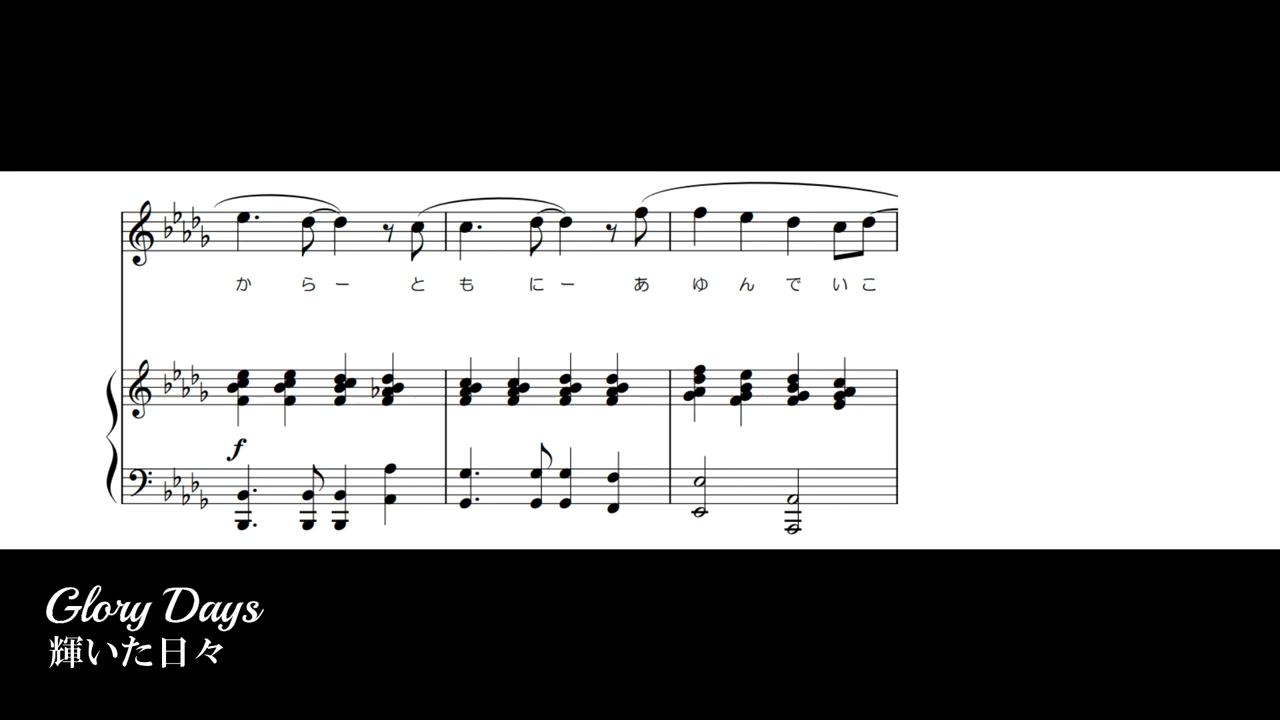 か らー と も にー あ ゆ ん で い こ
f
Glory Days
輝いた日々